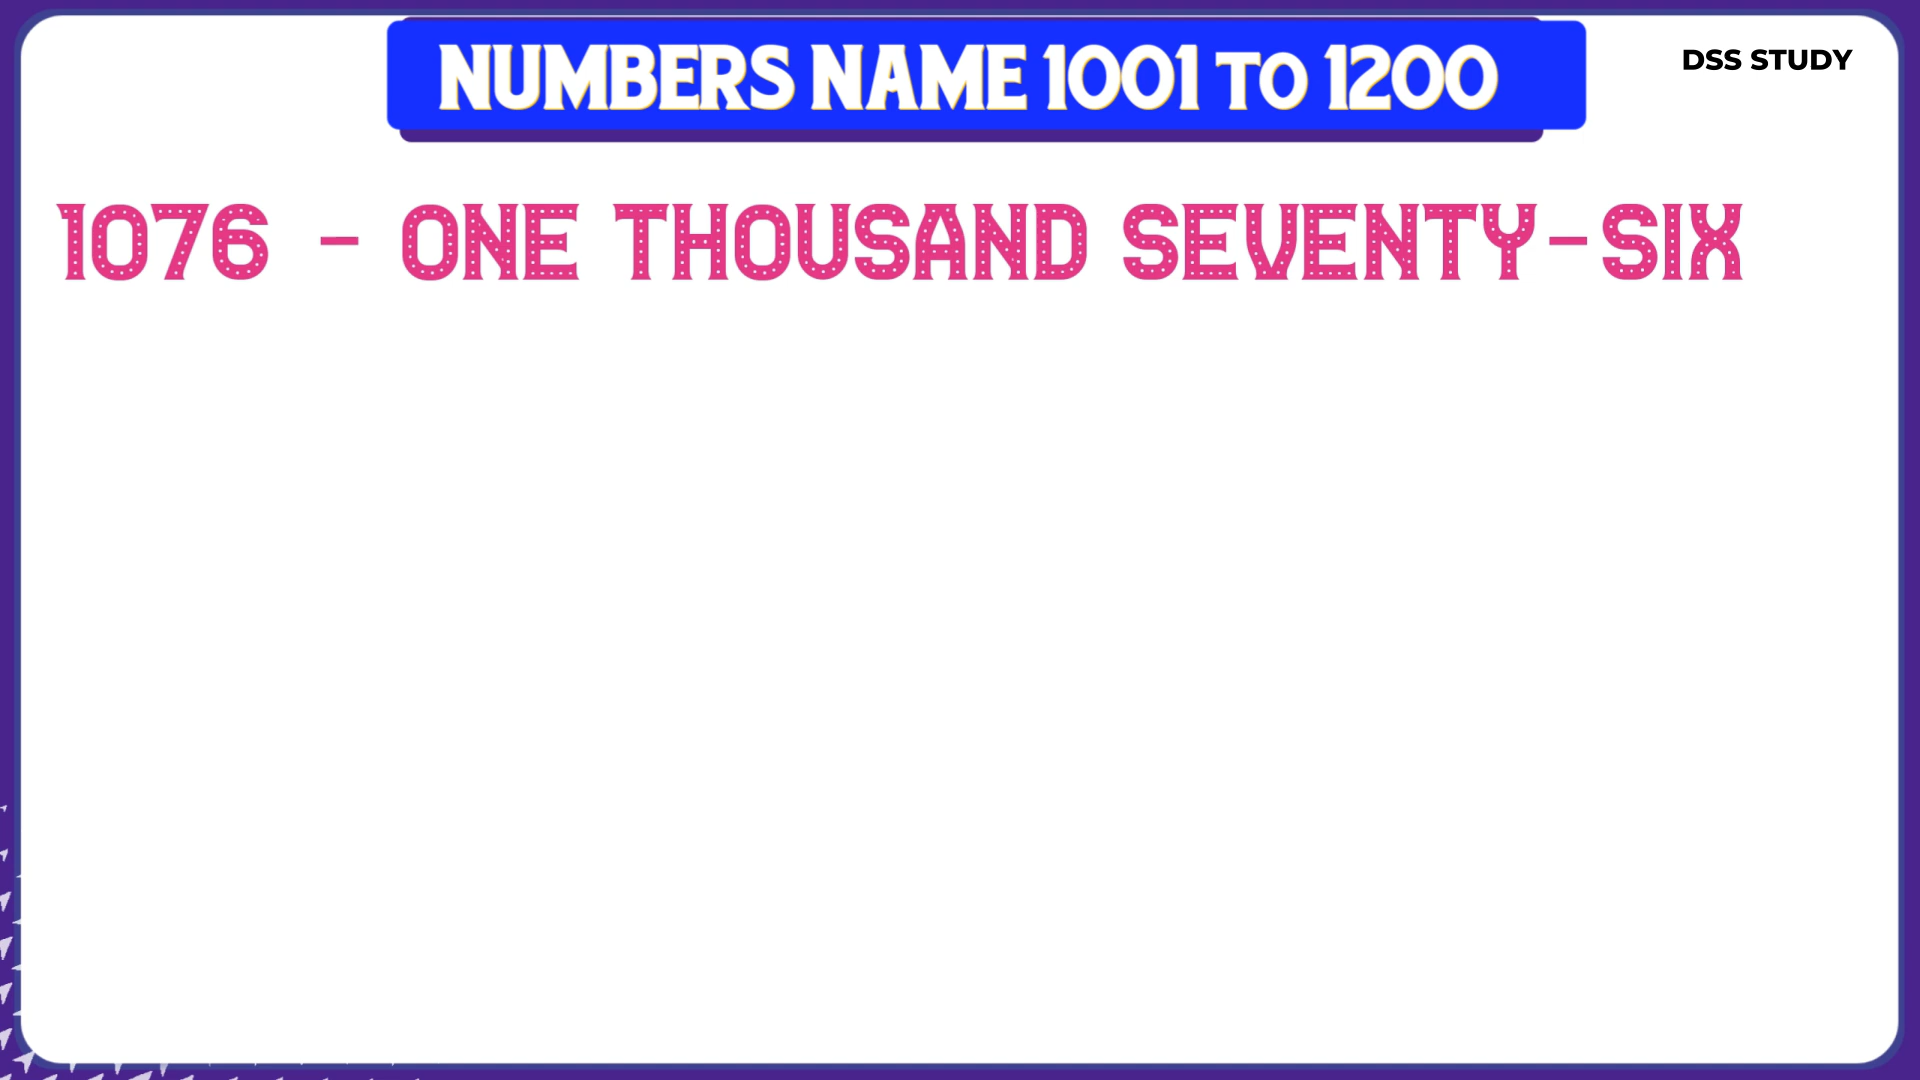 NUMBERS NAME 1001 TO 1200
DSS STUDY
1076 - ONE THOUSAND SEVENTY-SIX